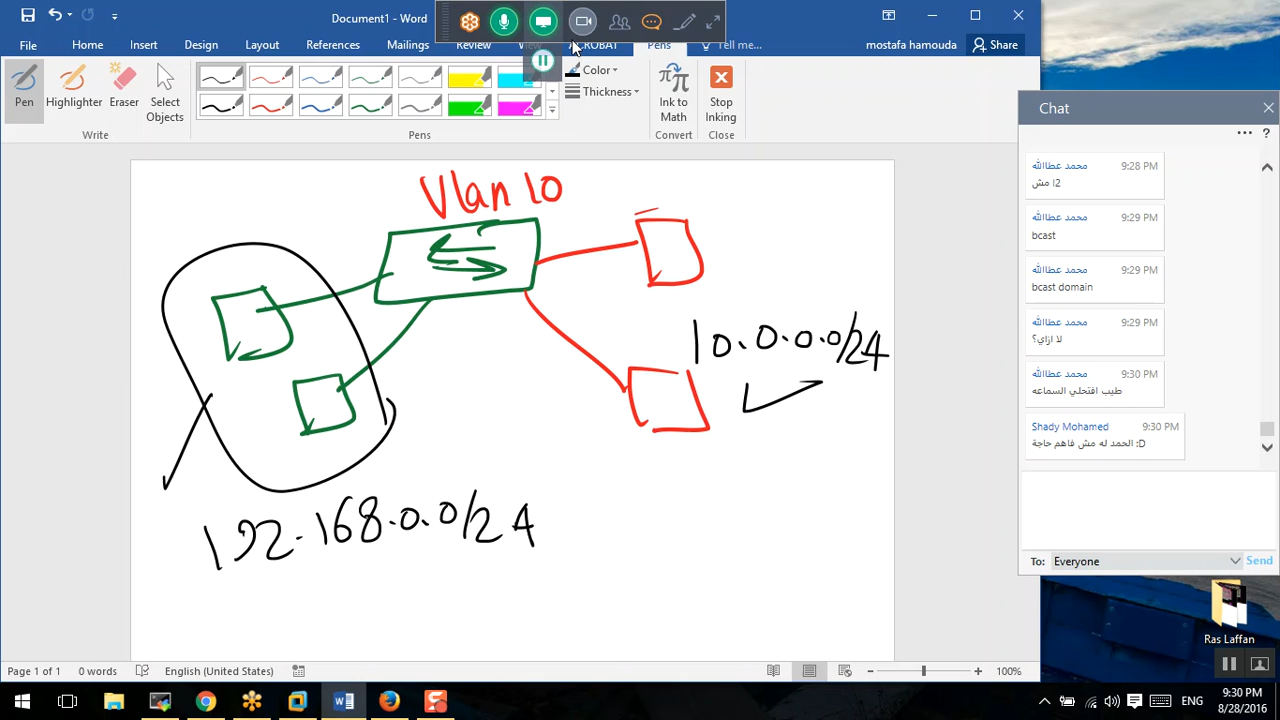 Document1 - Word
File
Home
Insert
Design
Layout
References
Mailings
Review
View
ACROBAT
Pens
Tell me...
mostafa hamouda
Share
Pen
Highlighter
Eraser
Select Objects
Color
Thickness
Ink to Math
Stop Inking
Write
Pens
Convert
Close
Chat
محمد عطاالله 9:28 PM
2ا مش
محمد عطاالله 9:29 PM
bcast
محمد عطاالله 9:29 PM
bcast domain
محمد عطاالله 9:29 PM
لا ازاي؟
محمد عطاالله 9:30 PM
طيب افتحلي السماعه
Shady Mohamed 9:30 PM
الحمد له مش فاهم حاجة :D
To: Everyone
Send
Vlan 10
10.0.0.0/24
192.168.0.0/24
Ras Laffan
Page 1 of 1
0 words
English (United States)
100%
ENG
9:30 PM
8/28/2016